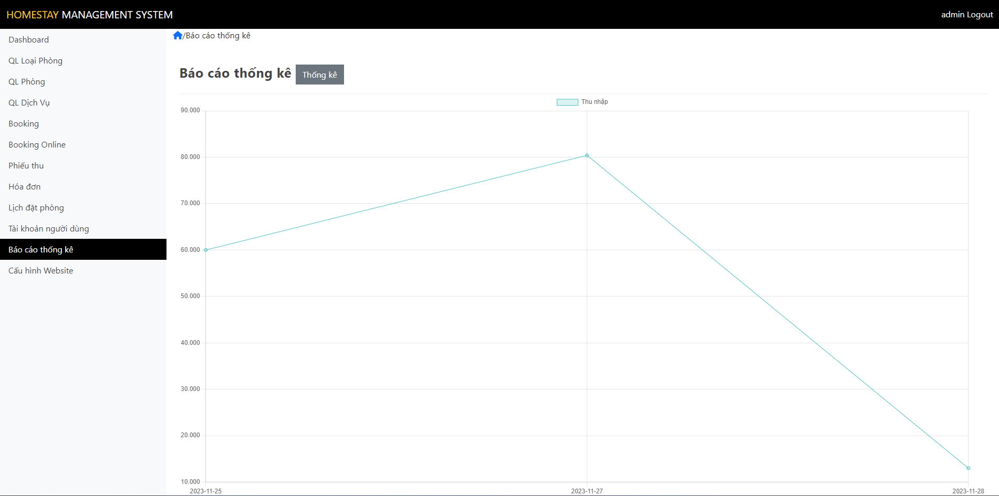 HOMESTAY MANAGEMENT SYSTEM
admin Logout
Dashboard
QL Loại Phòng
QL Phòng
QL Dịch Vụ
Booking
Booking Online
Phiếu thu
Hóa đơn
Lịch đặt phòng
Tài khoản người dùng
Báo cáo thống kê
Cấu hình Website
/Báo cáo thống kê
Báo cáo thống kê
Thống kê
Thu nhập
90.000
80.000
70.000
60.000
50.000
40.000
30.000
20.000
10.000
2023-11-25
2023-11-27
2023-11-28